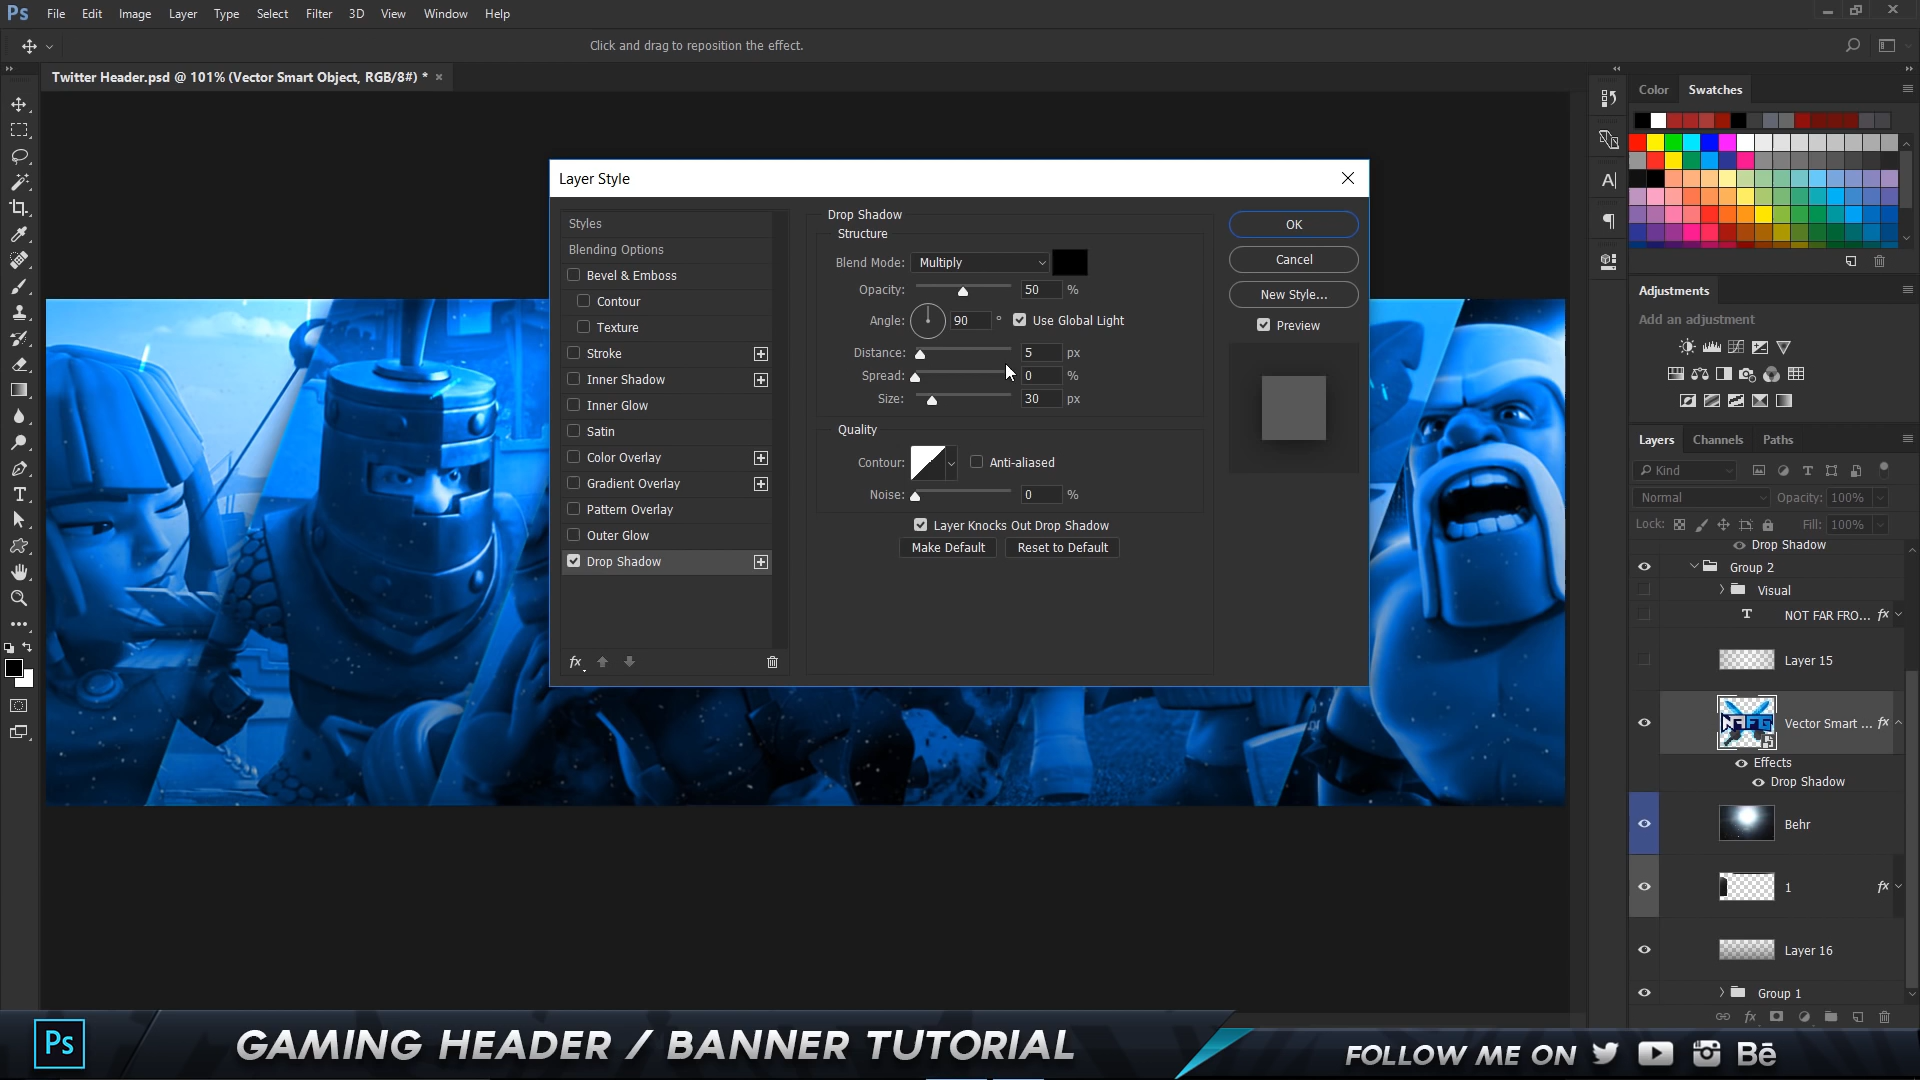 Ps File Edit Image Layer Type Select Filter 3D View Window Help
Click and drag to reposition the effect.
Twitter Header.psd @ 101% (Vector Smart Object, RGB/8#) * ×
Layer Style
Styles
Blending Options
Bevel & Emboss
Contour
Texture
Stroke
Inner Shadow
Inner Glow
Satin
Color Overlay
Gradient Overlay
Pattern Overlay
Outer Glow
Drop Shadow
fx
Drop Shadow
Structure
Blend Mode: Multiply
Opacity: 50 %
Angle: 90 ° Use Global Light
Distance: 5 px
Spread: 0 %
Size: 30 px
Quality
Contour: Anti-aliased
Noise: 0 %
Layer Knocks Out Drop Shadow
Make Default Reset to Default
OK
Cancel
New Style...
Preview
Color Swatches
Adjustments
Add an adjustment
Layers Channels Paths
Kind
Normal Opacity: 100%
Lock: Fill: 100%
Drop Shadow
Group 2
Visual
T NOT FAR FRO... fx
Layer 15
Vector Smart ... fx
Effects
Drop Shadow
Behr
1 fx
Layer 16
Group 1
fx
Ps GAMING HEADER / BANNER TUTORIAL
FOLLOW ME ON Bē